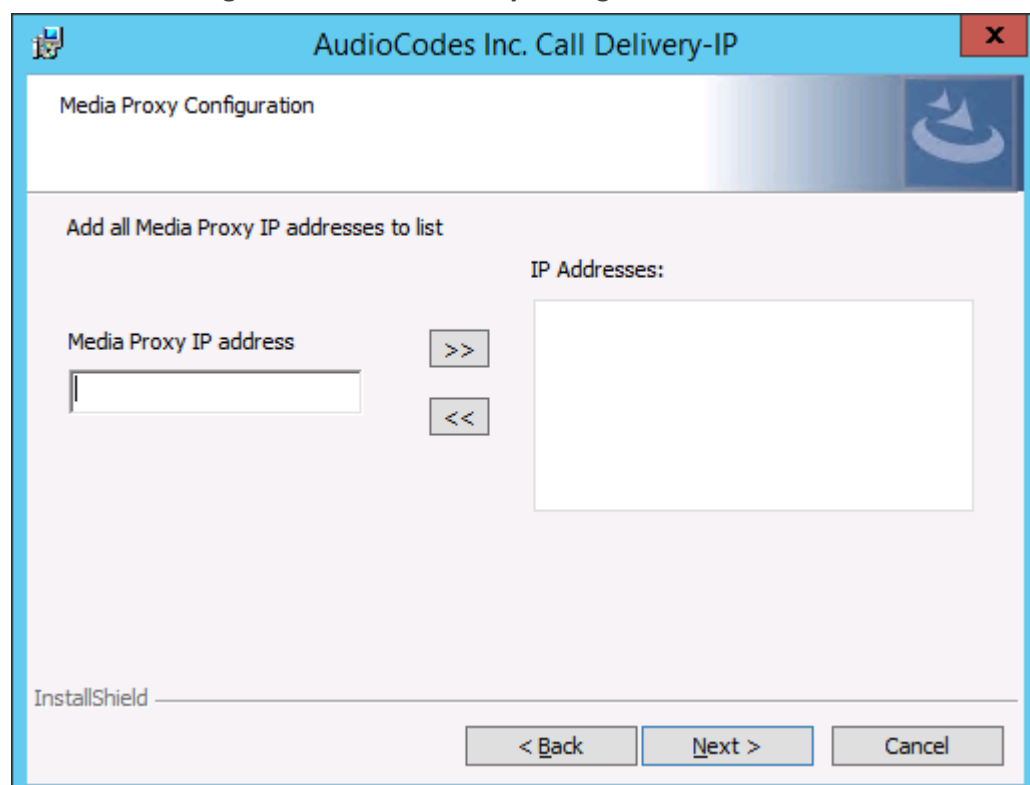 AudioCodes Inc. Call Delivery-IP
x
Media Proxy Configuration
Add all Media Proxy IP addresses to list
IP Addresses:
Media Proxy IP address
>>
<<
InstallShield
< Back
Next >
Cancel